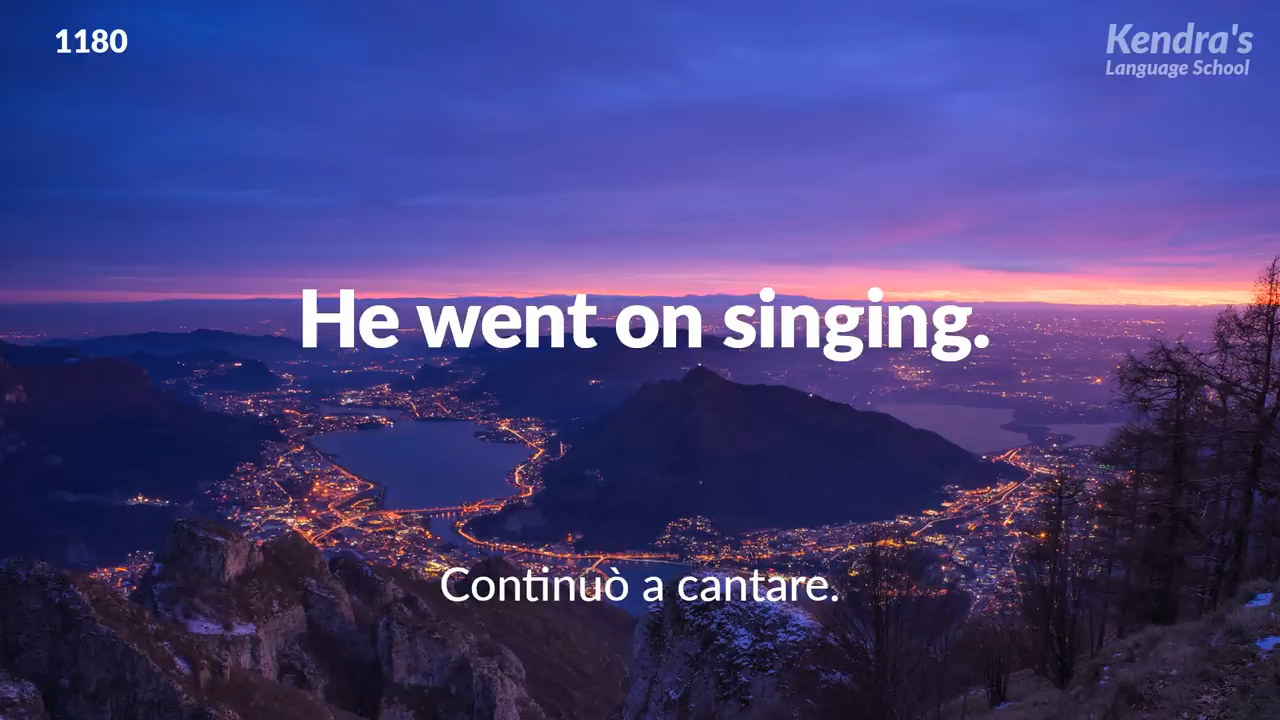 1180
Kendra's
Language School
He went on singing.
Continuò a cantare.